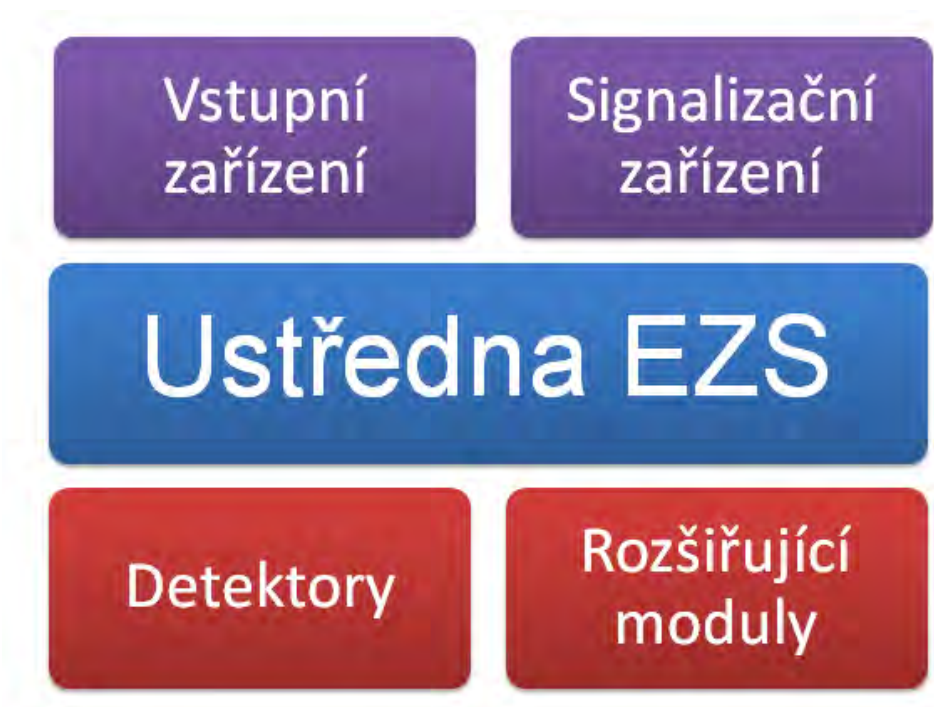 Vstupní
zařízení
Signalizační
zařízení
Ustředna EZS
Detektory
Rozšiřující
moduly